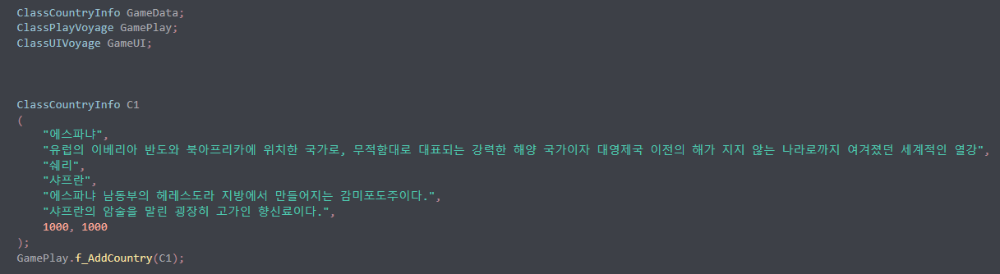 ClassCountryInfo GameData;
ClassPlayVoyage GamePlay;
ClassUIVoyage GameUI;
ClassCountryInfo C1
(
"에스파냐",
"유럽의 이베리아 반도와 북아프리카에 위치한 국가로, 무적함대로 대표되는 강력한 해양 국가이자 대영제국 이전의 해가 지지 않는 나라로까지 여겨졌던 세계적인 열강",
"쉐리",
"샤프란",
"에스파냐 남동부의 헤레스도라 지방에서 만들어지는 감미포도주이다.",
"샤프란의 암술을 말린 굉장히 고가인 향신료이다.",
1000, 1000
);
GamePlay.f_AddCountry(C1);